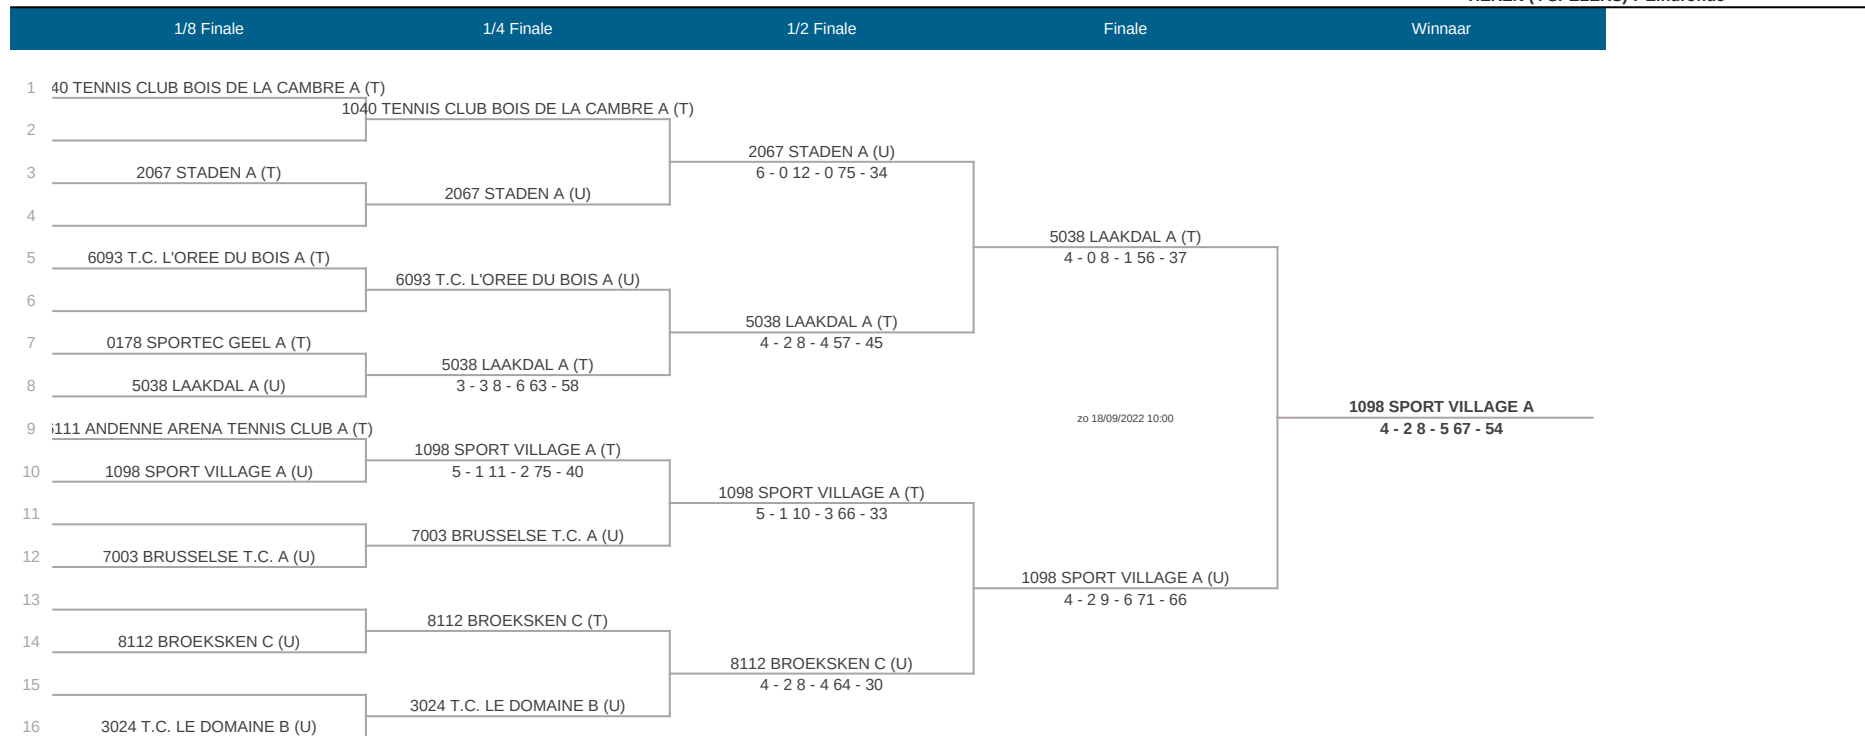 1/8 Finale 1/4 Finale 1/2 Finale Finale Winnaar
1 40 TENNIS CLUB BOIS DE LA CAMBRE A (T)
1040 TENNIS CLUB BOIS DE LA CAMBRE A (T)
2
2067 STADEN A (U)
3 2067 STADEN A (T) 6 - 0 12 - 0 75 - 34
2067 STADEN A (U)
4
5038 LAAKDAL A (T)
5 6093 T.C. L'OREE DU BOIS A (T) 4 - 0 8 - 1 56 - 37
6093 T.C. L'OREE DU BOIS A (U)
6
5038 LAAKDAL A (T)
7 0178 SPORTEC GEEL A (T) 4 - 2 8 - 4 57 - 45
5038 LAAKDAL A (T)
8 5038 LAAKDAL A (U) 3 - 3 8 - 6 63 - 58
1098 SPORT VILLAGE A
zo 18/09/2022 10:00
9 6111 ANDENNE ARENA TENNIS CLUB A (T) 4 - 2 8 - 5 67 - 54
1098 SPORT VILLAGE A (T)
10 1098 SPORT VILLAGE A (U) 5 - 1 11 - 2 75 - 40
1098 SPORT VILLAGE A (T)
11 5 - 1 10 - 3 66 - 33
7003 BRUSSELSE T.C. A (U)
12 7003 BRUSSELSE T.C. A (U)
1098 SPORT VILLAGE A (U)
13 4 - 2 9 - 6 71 - 66
8112 BROEKSKEN C (T)
14 8112 BROEKSKEN C (U)
8112 BROEKSKEN C (U)
15 4 - 2 8 - 4 64 - 30
3024 T.C. LE DOMAINE B (U)
16 3024 T.C. LE DOMAINE B (U)